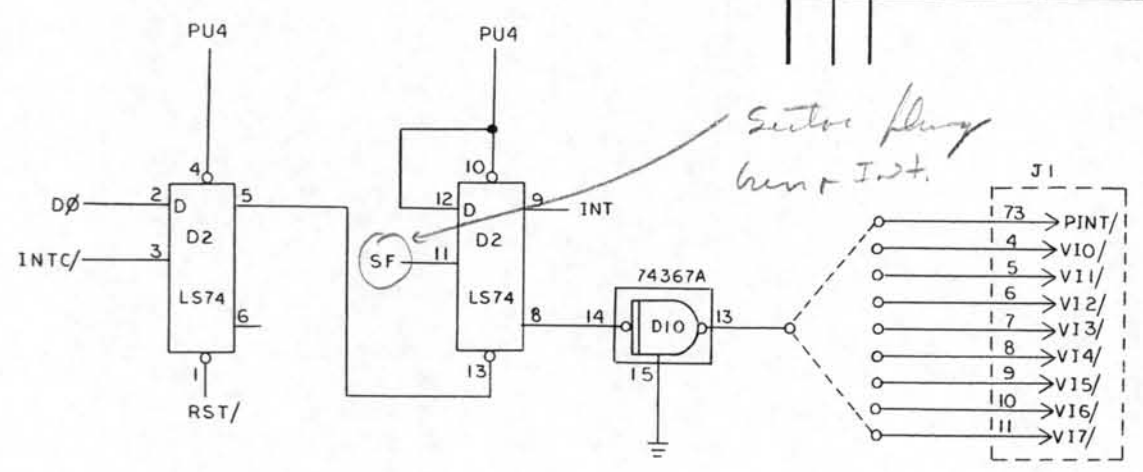 PU4
PU4
Int.
J1
4
10
2
D
5
12
D
9
INT
DØ
D2
D2
INTC/
3
SF
11
LS74
LS74
6
8
1
13
RST/
74367A
14
D10
13
15
73 PINT/
4 VI0/
5 VI1/
6 VI2/
7 VI3/
8 VI4/
9 VI5/
10 VI6/
11 VI7/